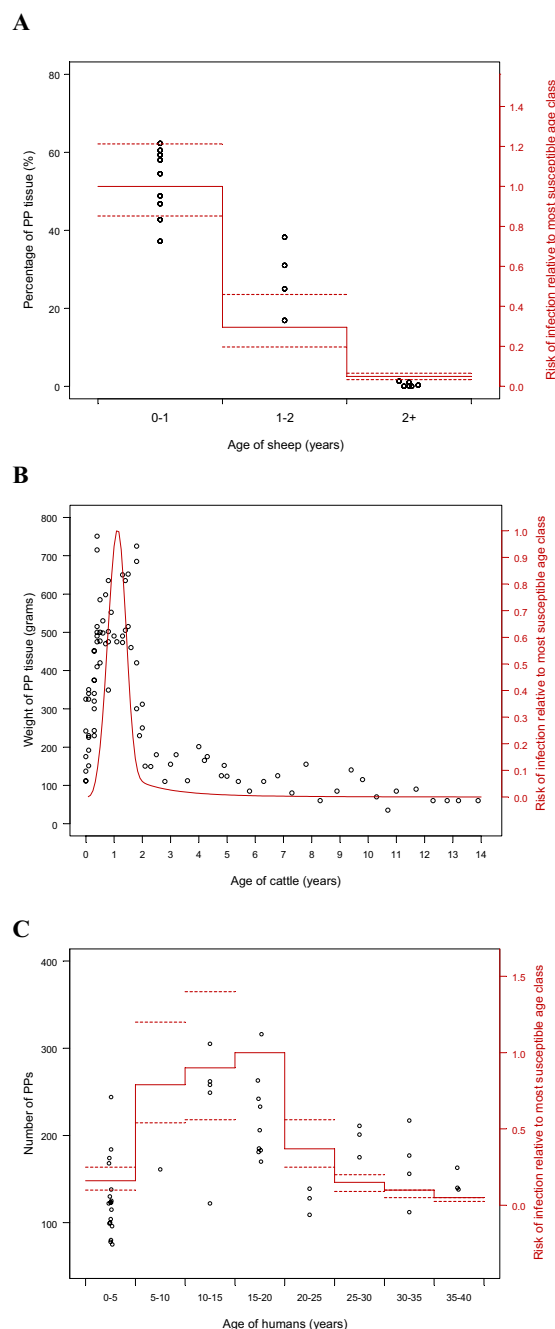 A
80
60
40
20
0
Percentage of PP tissue (%)
1.4
1.2
1.0
0.8
0.6
0.4
0.2
0.0
Risk of infection relative to most susceptible age class
0-1 1-2 2+
Age of sheep (years)
B
800
700
600
500
400
300
200
100
0
Weight of PP tissue (grams)
1.0
0.9
0.8
0.7
0.6
0.5
0.4
0.3
0.2
0.1
0.0
Risk of infection relative to most susceptible age class
0 1 2 3 4 5 6 7 8 9 10 11 12 13 14
Age of cattle (years)
C
400
300
200
100
Number of PPs
1.5
1.0
0.5
0.0
Risk of infection relative to most susceptible age class
0-5 5-10 10-15 15-20 20-25 25-30 30-35 35-40
Age of humans (years)